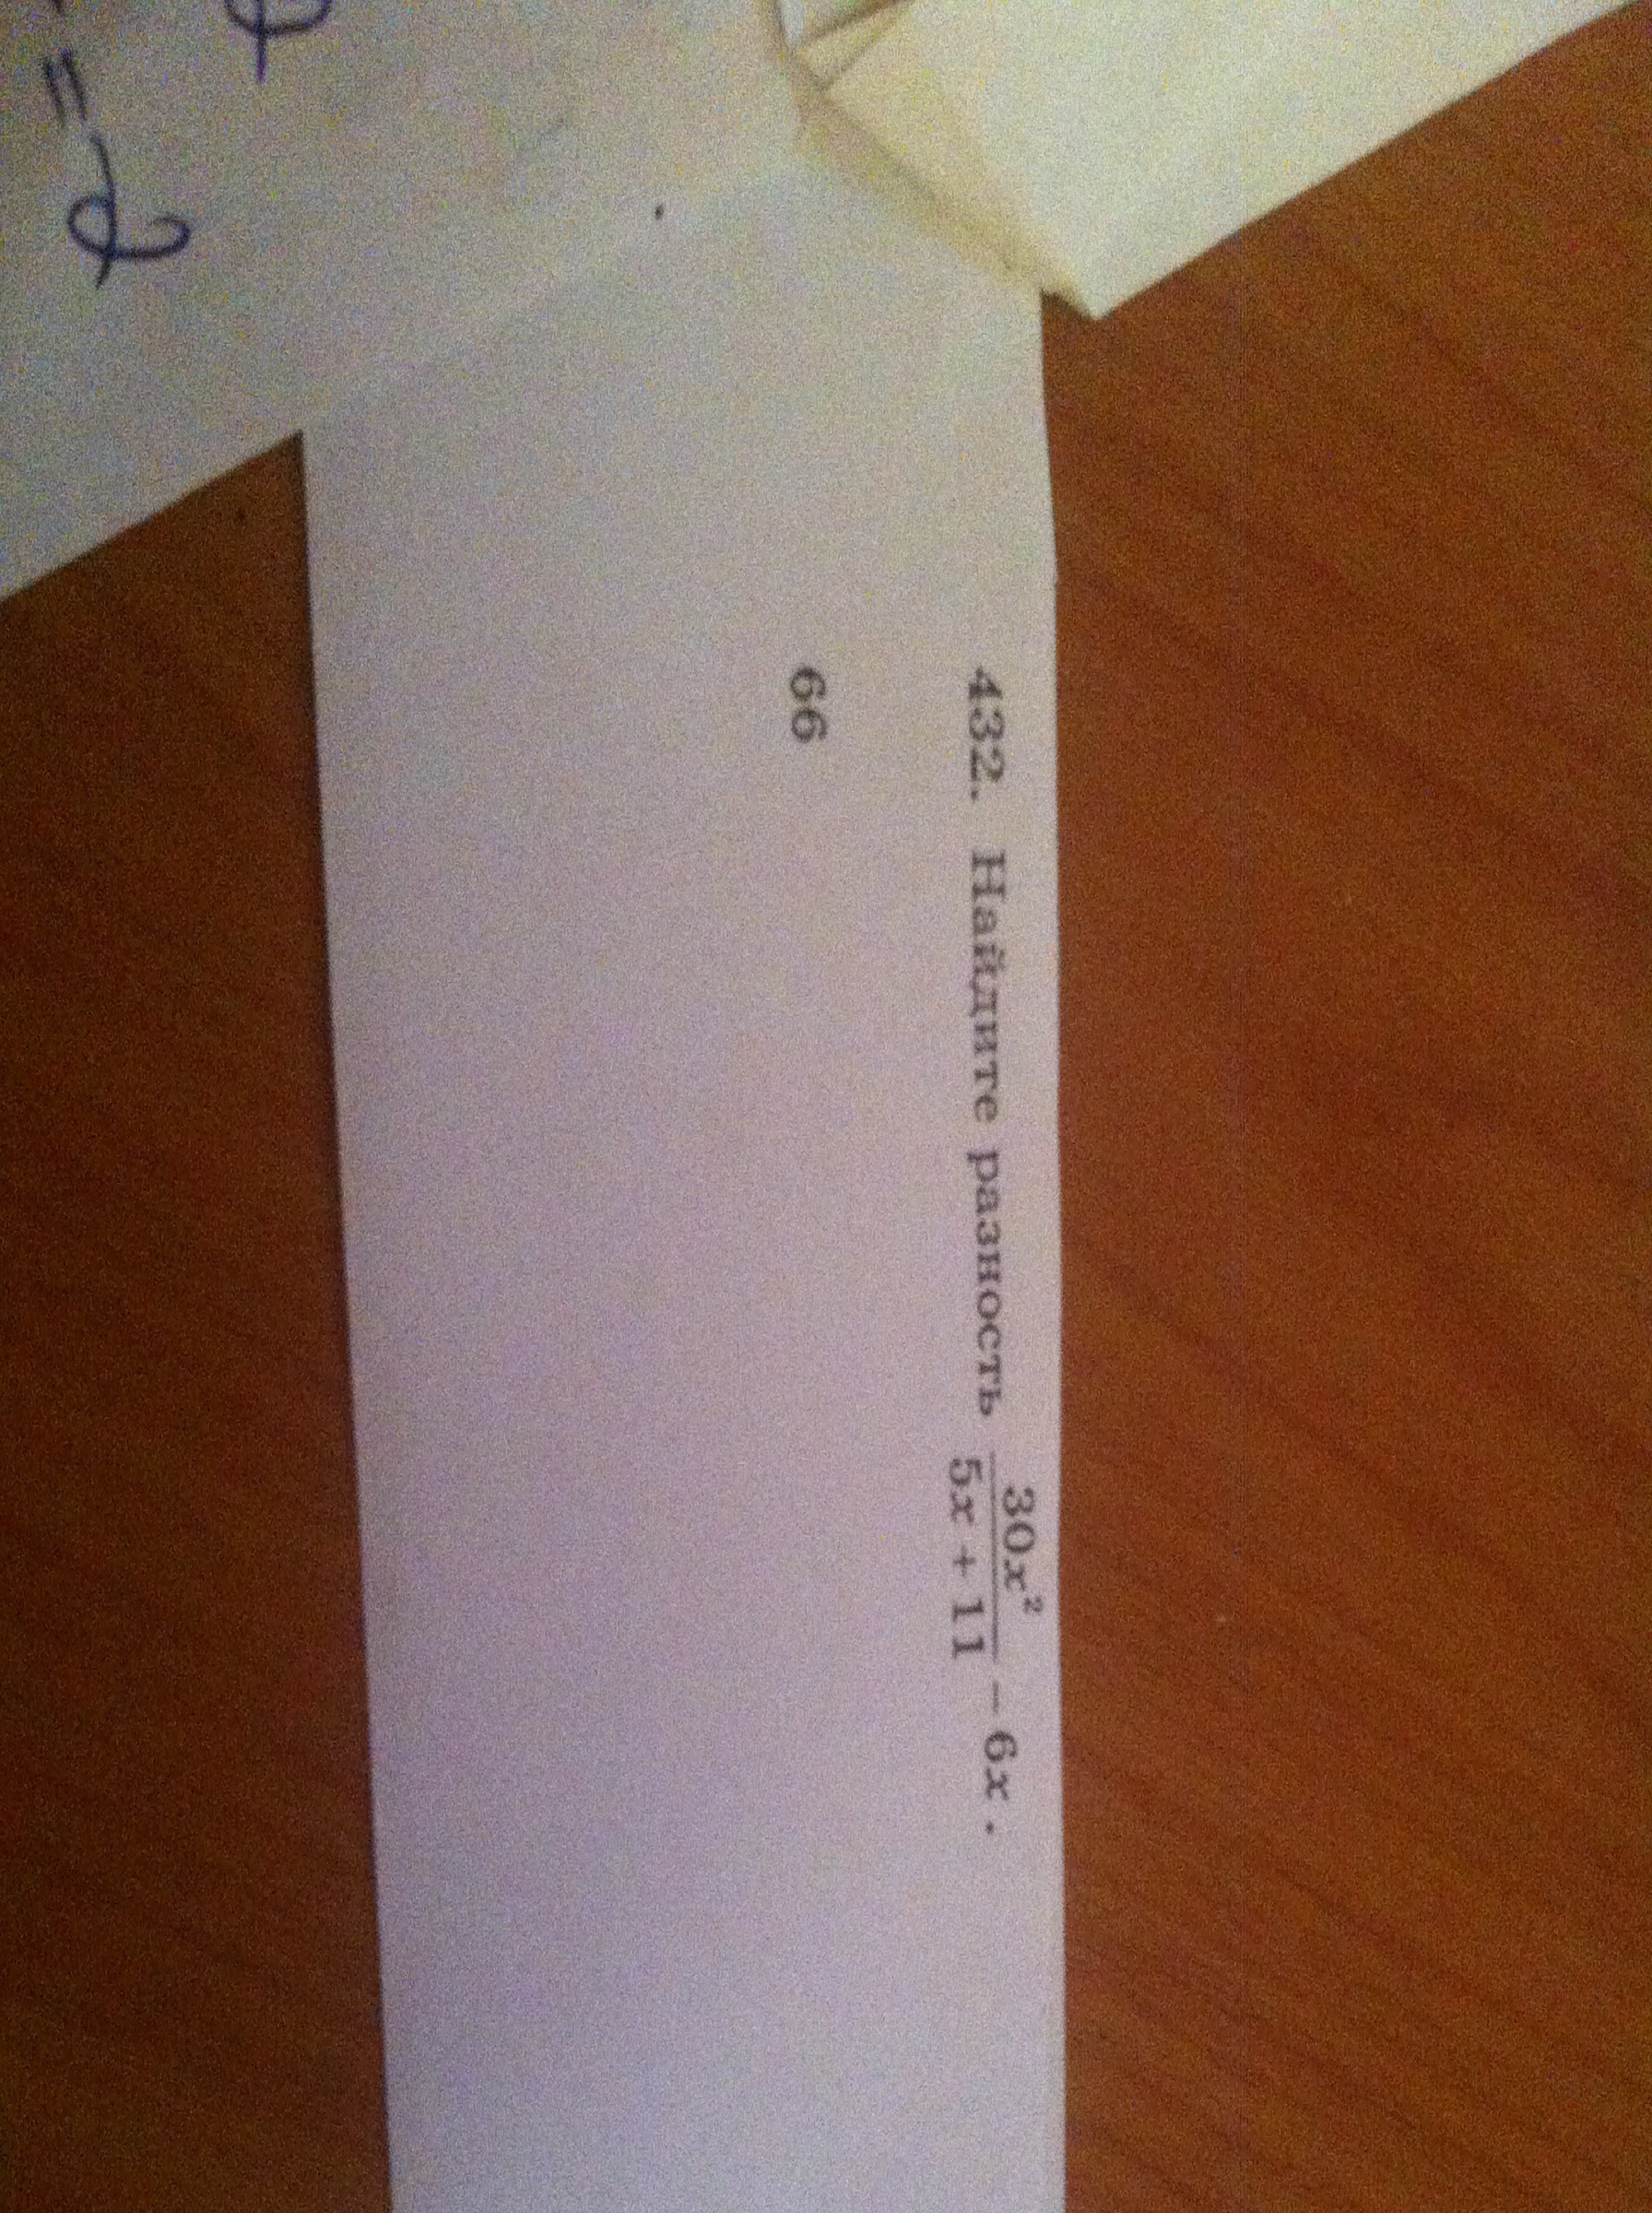 432. Найдите разность 30x²/(5x + 11) − 6x.
66